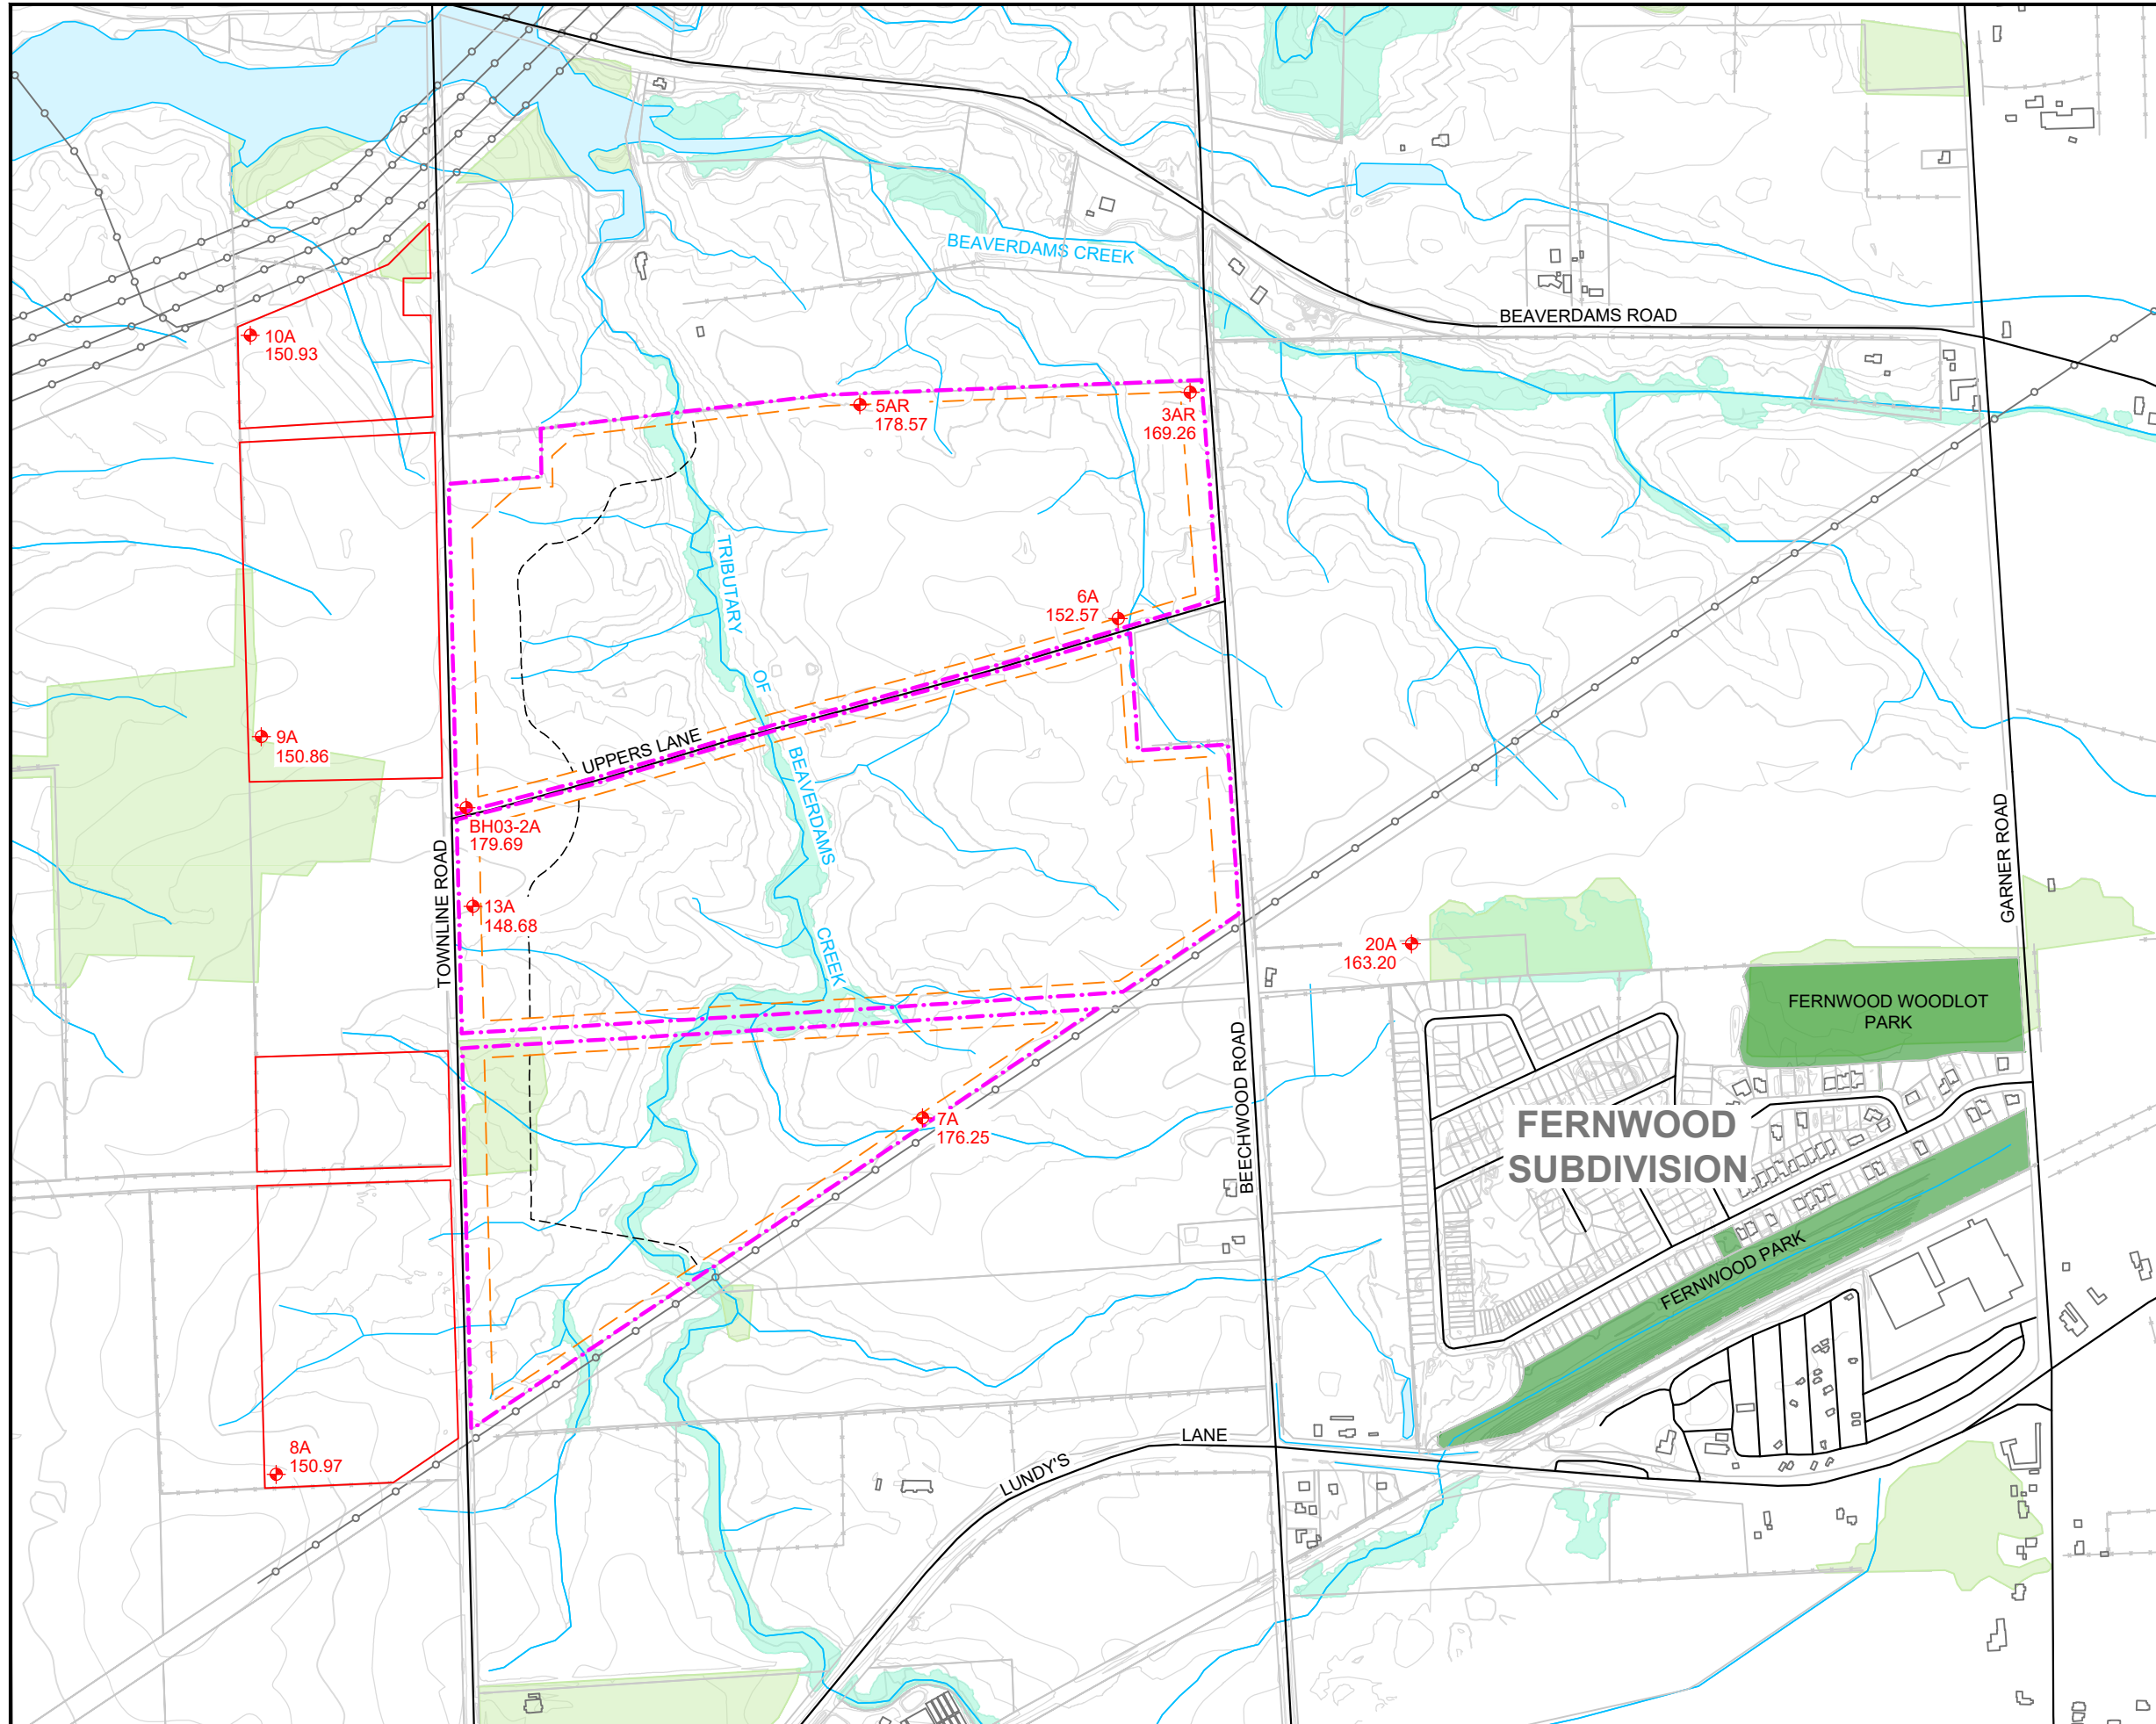 BEAVERDAMS CREEK
BEAVERDAMS ROAD
10A
150.93
5AR
178.57
3AR
169.26
TRIBUTARY
OF
BEAVERDAMS
CREEK
6A
152.57
9A
150.86
UPPERS LANE
BH03-2A
179.69
TOWNLINE ROAD
13A
148.68
GARNER ROAD
20A
163.20
FERNWOOD WOODLOT
PARK
BEECHWOOD ROAD
7A
176.25
FERNWOOD
SUBDIVISION
FERNWOOD PARK
8A
150.97
LUNDY'S
LANE